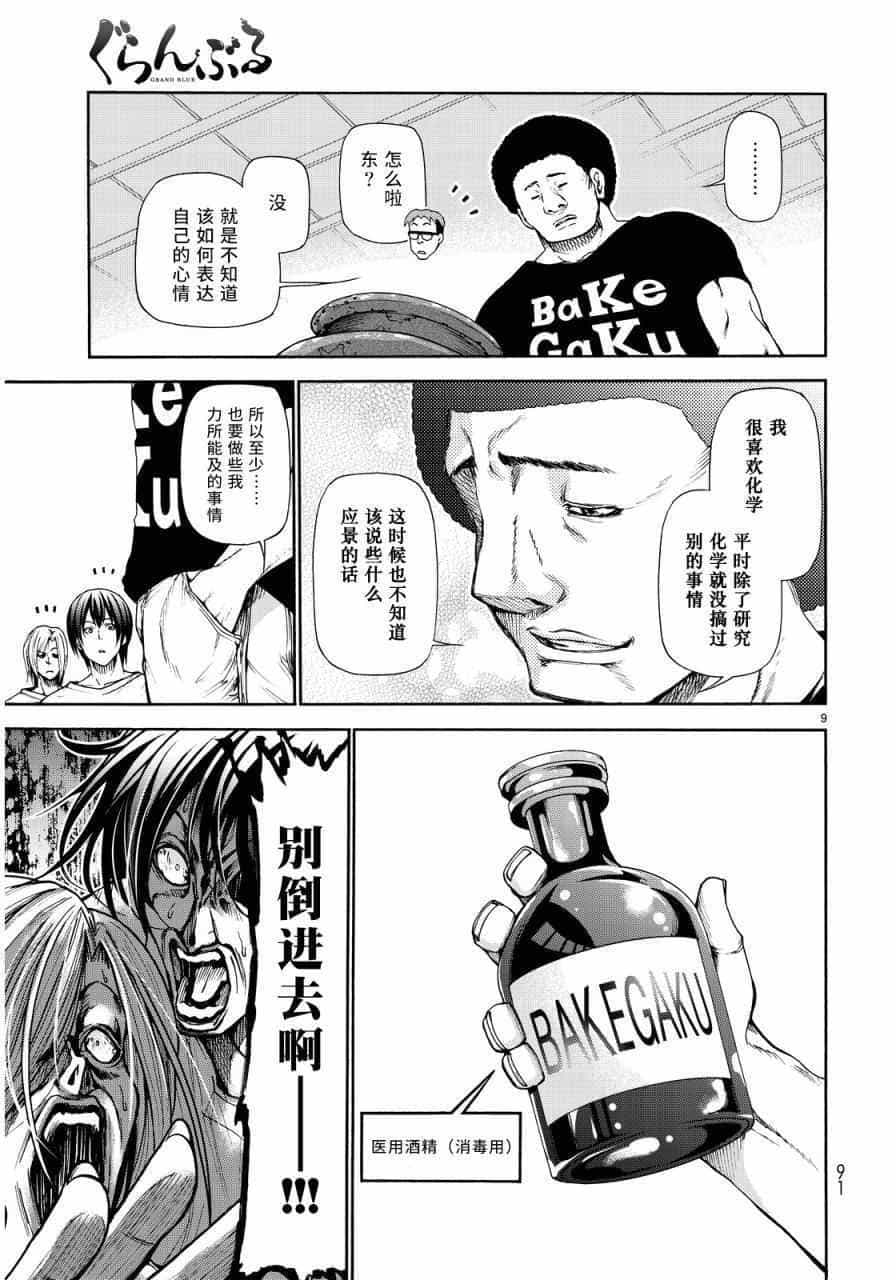 ぐらんぶる
GRAND BLUE
…………
怎么啦
东？
没
就是不知道
该如何表达
自己的心情
BaKe
GaKu
我
很喜欢化学
平时除了研究
化学就没搞过
别的事情
这时候也不知道
该说些什么
应景的话
所以至少……
也要做些我
力所能及的事情
Ke
Ku
9
BAKEGAKU
医用酒精（消毒用）
别倒进去啊——!!!
91